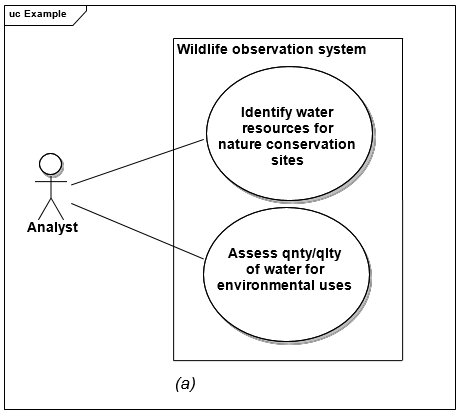 uc Example
Wildlife observation system
Identify water
resources for
nature conservation
sites
Analyst
Assess qnty/qlty
of water for
environmental uses
(a)